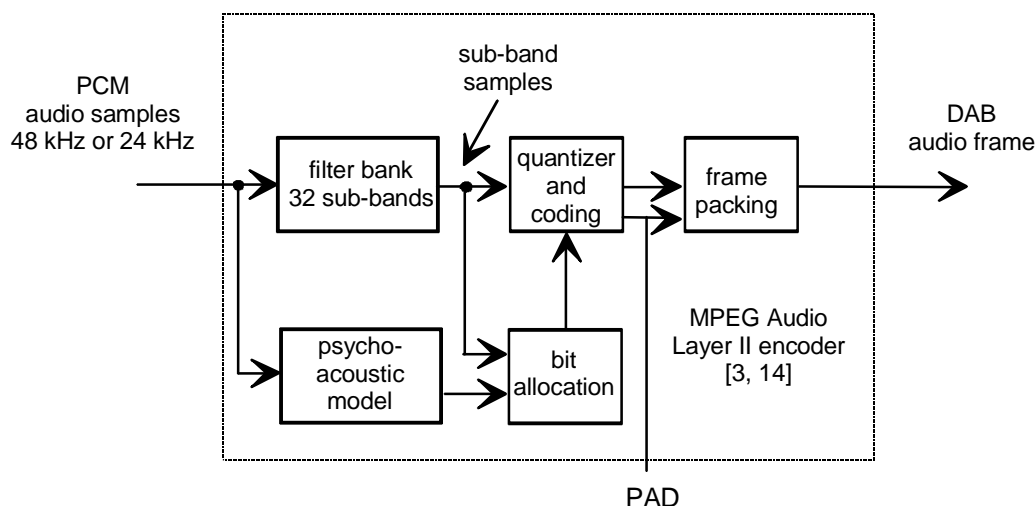 sub-band
samples
PCM
audio samples
48 kHz or 24 kHz
DAB
audio frame
filter bank
32 sub-bands
quantizer
and
coding
frame
packing
psycho-
acoustic
model
bit
allocation
MPEG Audio
Layer II encoder
[3, 14]
PAD